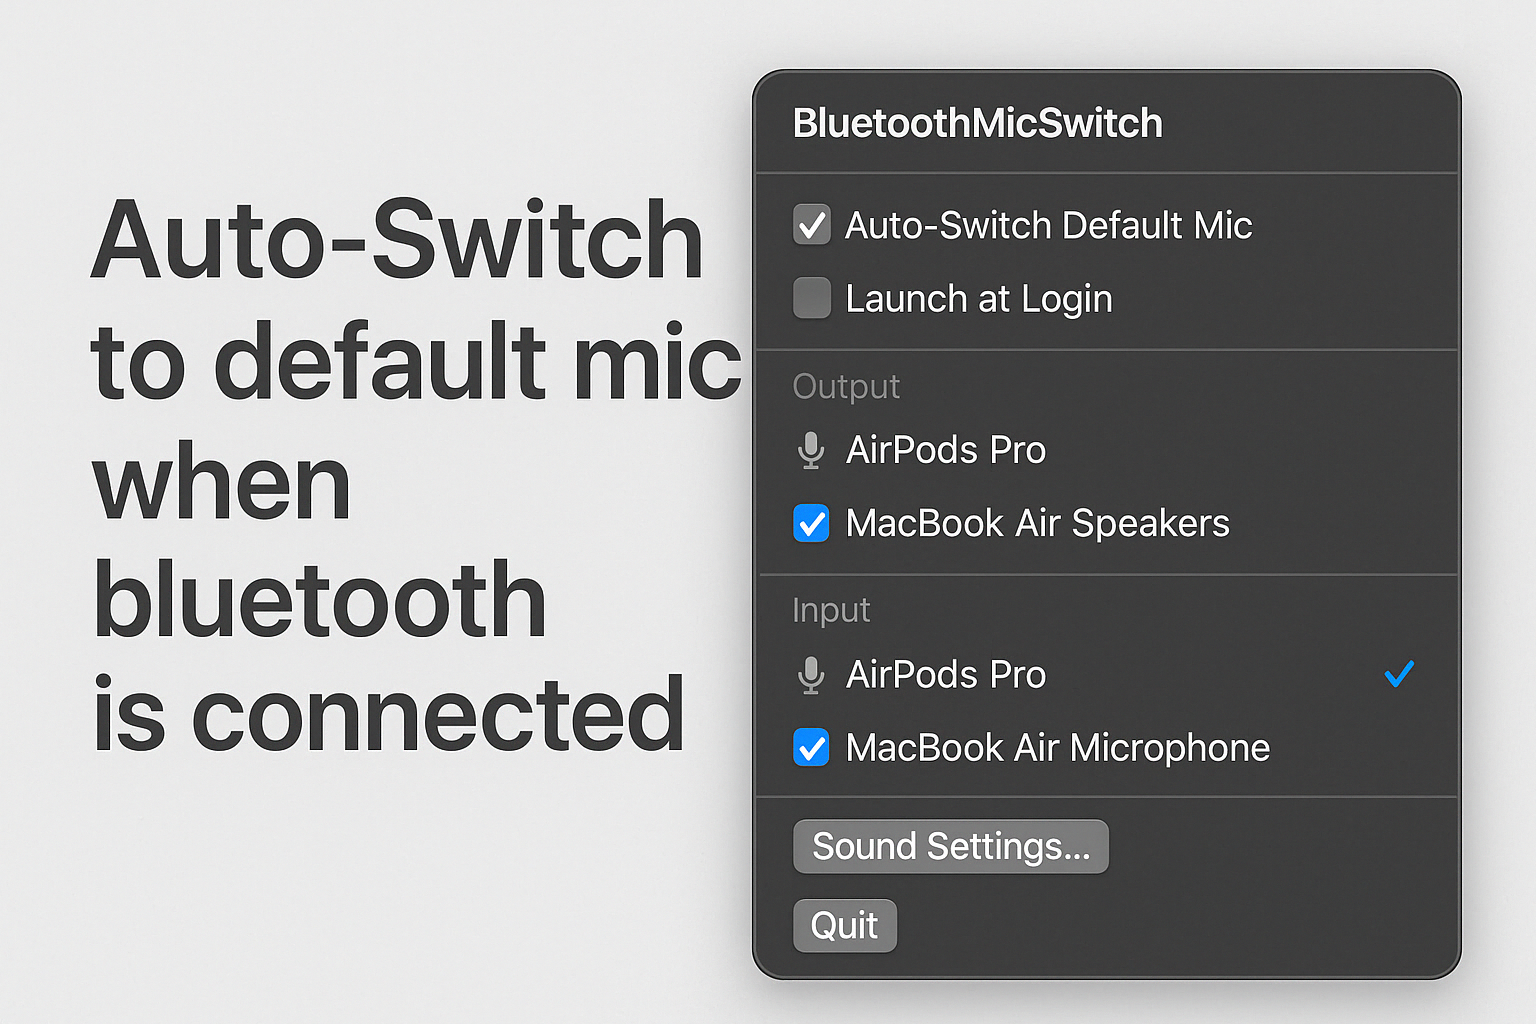 Auto-Switch
to default mic
when
bluetooth
is connected
BluetoothMicSwitch
Auto-Switch Default Mic
Launch at Login
Output
AirPods Pro
MacBook Air Speakers
Input
AirPods Pro
MacBook Air Microphone
Sound Settings...
Quit